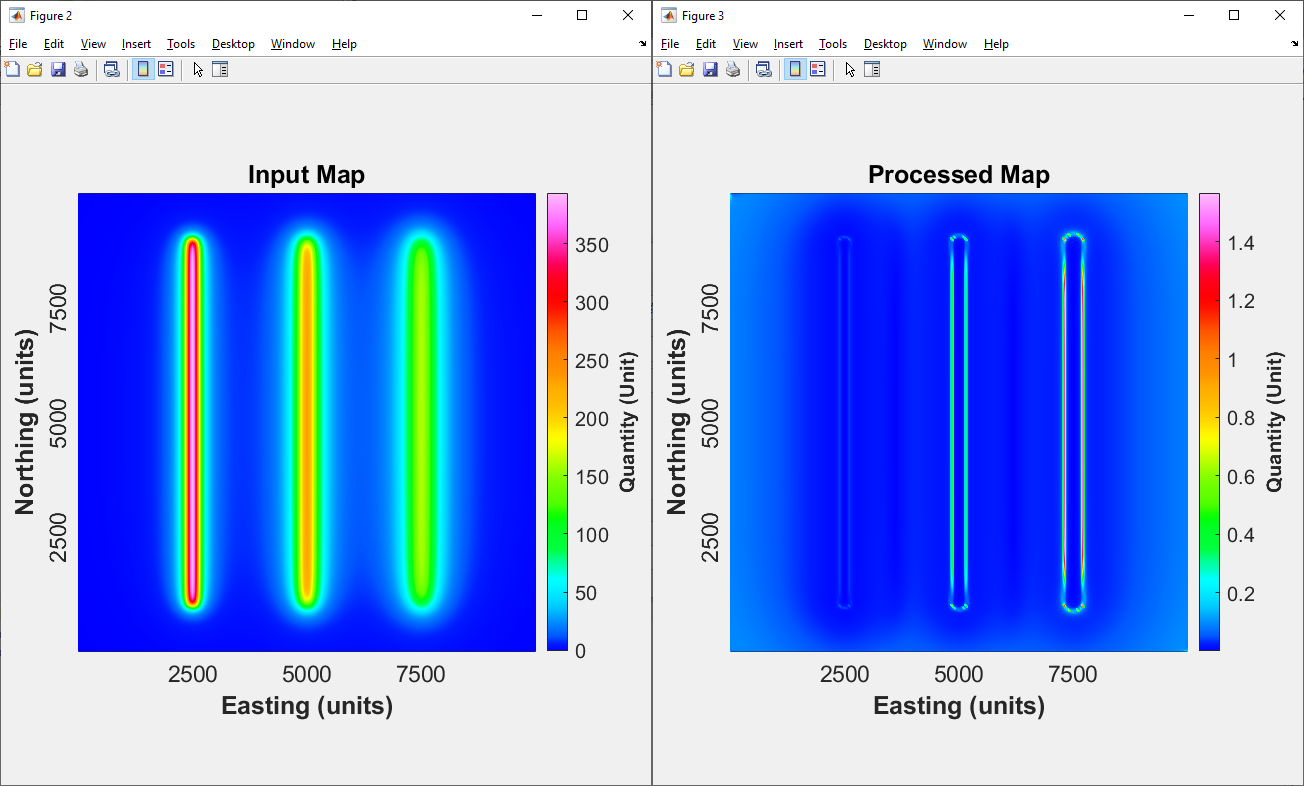 Figure 2
File Edit View Insert Tools Desktop Window Help
Input Map
Northing (units)
7500
5000
2500
2500 5000 7500
Easting (units)
350
300
250
200
150
100
50
0
Quantity (Unit)
Figure 3
File Edit View Insert Tools Desktop Window Help
Processed Map
Northing (units)
7500
5000
2500
2500 5000 7500
Easting (units)
1.4
1.2
1
0.8
0.6
0.4
0.2
Quantity (Unit)